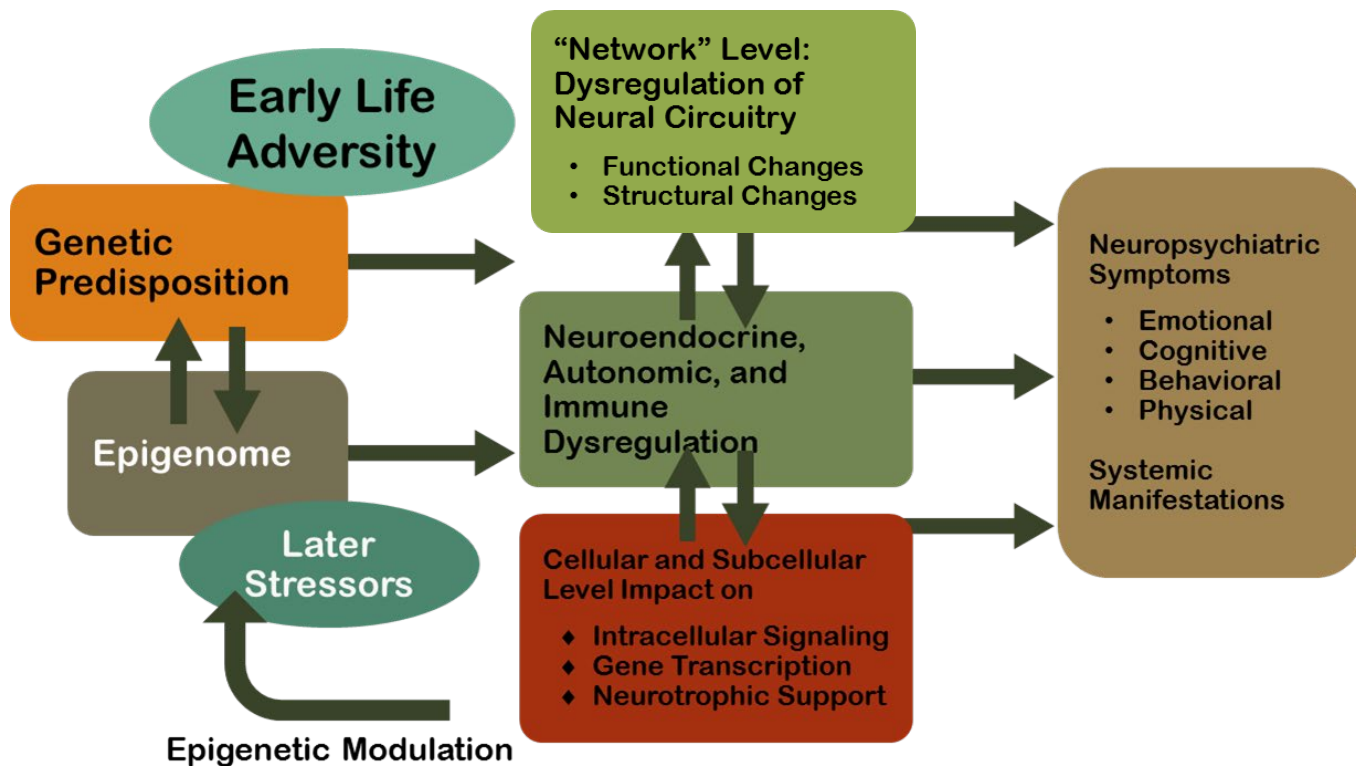 Early Life
Adversity
Genetic
Predisposition
Epigenome
Later
Stressors
Epigenetic Modulation
“Network” Level:
Dysregulation of
Neural Circuitry
• Functional Changes
• Structural Changes
Neuroendocrine,
Autonomic, and
Immune
Dysregulation
Cellular and Subcellular
Level Impact on
♦ Intracellular Signaling
♦ Gene Transcription
♦ Neurotrophic Support
Neuropsychiatric
Symptoms
• Emotional
• Cognitive
• Behavioral
• Physical
Systemic
Manifestations